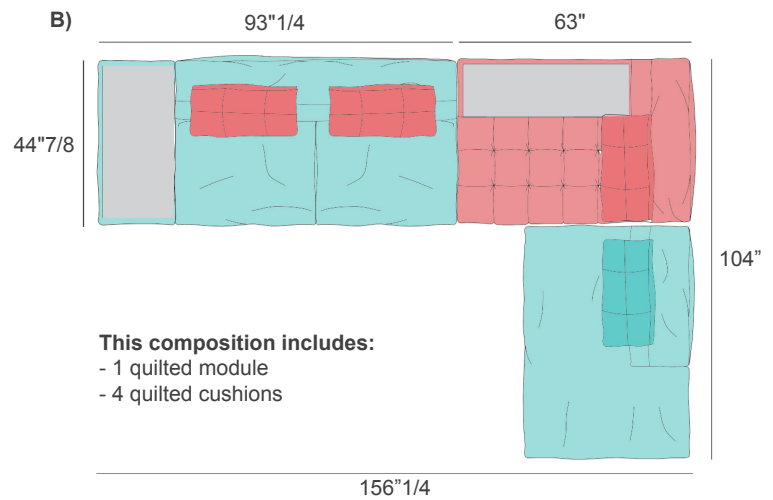 B)
93"1/4
63"
44"7/8
104”
This composition includes:
- 1 quilted module
- 4 quilted cushions
156”1/4